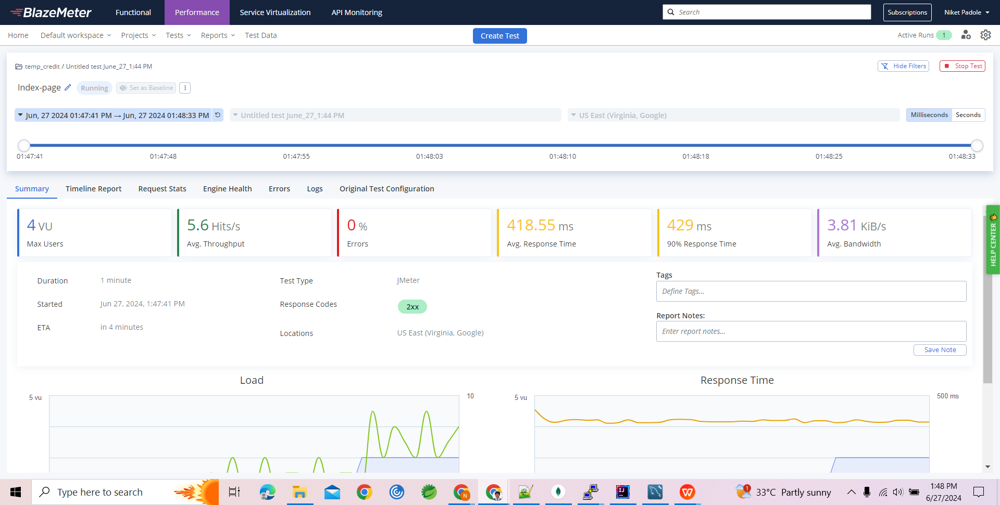 BlazeMeter
Functional
Performance
Service Virtualization
API Monitoring
Search
Subscriptions
Niket Padole
Home
Default workspace
Projects
Tests
Reports
Test Data
Create Test
Active Runs 1
temp_credit / Untitled test June_27_1:44 PM
Hide Filters
Stop Test
Index-page
Running
Set as Baseline
Jun, 27 2024 01:47:41 PM → Jun, 27 2024 01:48:33 PM
Untitled test June_27_1:44 PM
US East (Virginia, Google)
Milliseconds
Seconds
01:47:41
01:47:48
01:47:55
01:48:03
01:48:10
01:48:18
01:48:25
01:48:33
Summary
Timeline Report
Request Stats
Engine Health
Errors
Logs
Original Test Configuration
4 VU
Max Users
5.6 Hits/s
Avg. Throughput
0 %
Errors
418.55 ms
Avg. Response Time
429 ms
90% Response Time
3.81 KiB/s
Avg. Bandwidth
HELP CENTER
Duration
1 minute
Started
Jun 27, 2024, 1:47:41 PM
ETA
in 4 minutes
Test Type
JMeter
Response Codes
2xx
Locations
US East (Virginia, Google)
Tags
Define Tags...
Report Notes:
Enter report notes...
Save Note
Load
5 vu
10
Response Time
5 vu
500 ms
Type here to search
N
IJ
W
1
33°C Partly sunny
1:48 PM
6/27/2024